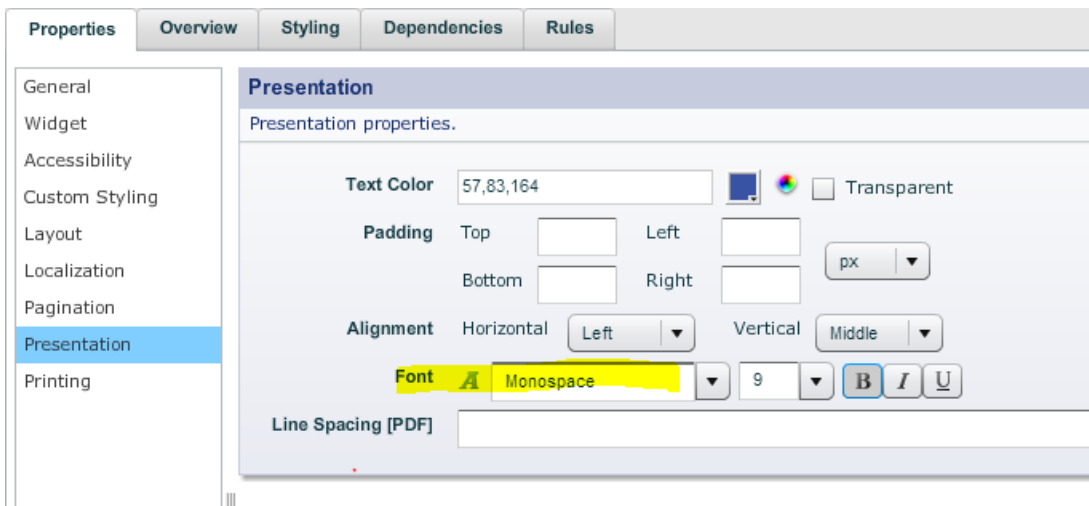 Properties Overview Styling Dependencies Rules
General
Widget
Accessibility
Custom Styling
Layout
Localization
Pagination
Presentation
Printing
Presentation
Presentation properties.
Text Color 57,83,164 Transparent
Padding Top Left
px
Bottom Right
Alignment Horizontal Left Vertical Middle
Font A Monospace 9 B I U
Line Spacing [PDF]